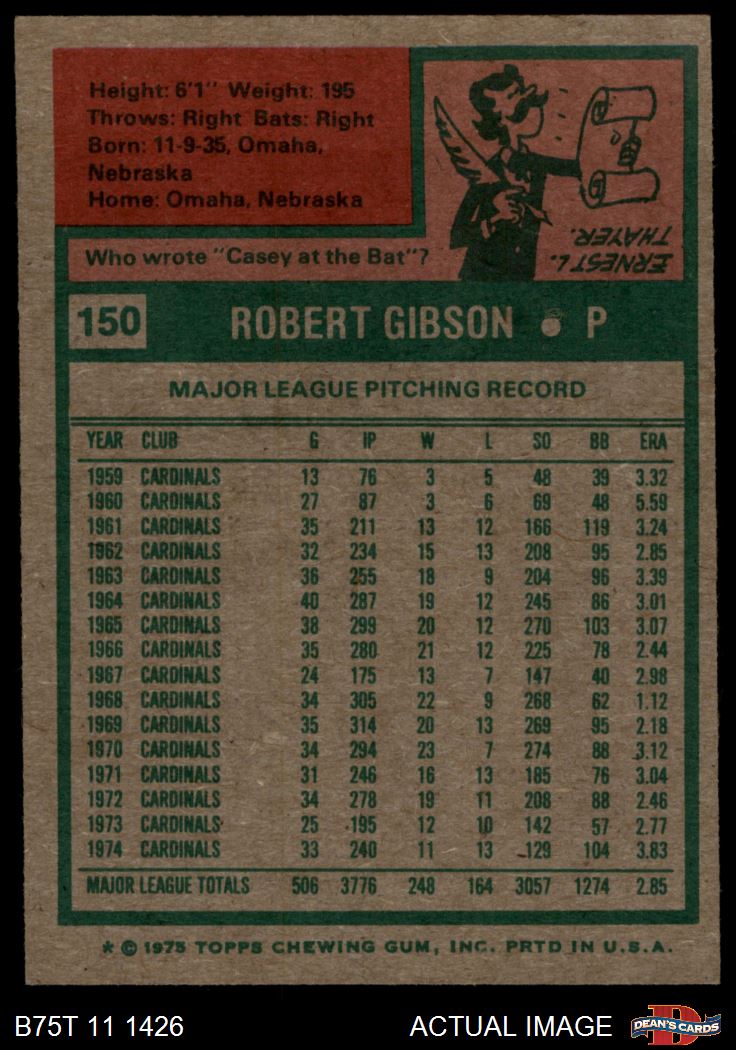 Height: 6'1" Weight: 195
Throws: Right Bats: Right
Born: 11-9-35, Omaha,
Nebraska
Home: Omaha, Nebraska
Who wrote "Casey at the Bat"?
ERNEST L.
THAYER.
150 ROBERT GIBSON • P
MAJOR LEAGUE PITCHING RECORD
YEAR CLUB G IP W L SO BB ERA
1959 CARDINALS 13 76 3 5 48 39 3.32
1960 CARDINALS 27 87 3 6 69 48 5.59
1961 CARDINALS 35 211 13 12 166 119 3.24
1962 CARDINALS 32 234 15 13 208 95 2.85
1963 CARDINALS 36 255 18 9 204 96 3.39
1964 CARDINALS 40 287 19 12 245 86 3.01
1965 CARDINALS 38 299 20 12 270 103 3.07
1966 CARDINALS 35 280 21 12 225 78 2.44
1967 CARDINALS 24 175 13 7 147 40 2.98
1968 CARDINALS 34 305 22 9 268 62 1.12
1969 CARDINALS 35 314 20 13 269 95 2.18
1970 CARDINALS 34 294 23 7 274 88 3.12
1971 CARDINALS 31 246 16 13 185 76 3.04
1972 CARDINALS 34 278 19 11 208 88 2.46
1973 CARDINALS 25 195 12 10 142 57 2.77
1974 CARDINALS 33 240 11 13 129 104 3.83
MAJOR LEAGUE TOTALS 506 3776 248 164 3057 1274 2.85
* © 1975 TOPPS CHEWING GUM, INC. PRTD IN U.S.A.
B75T 11 1426 ACTUAL IMAGE DEAN'S CARDS